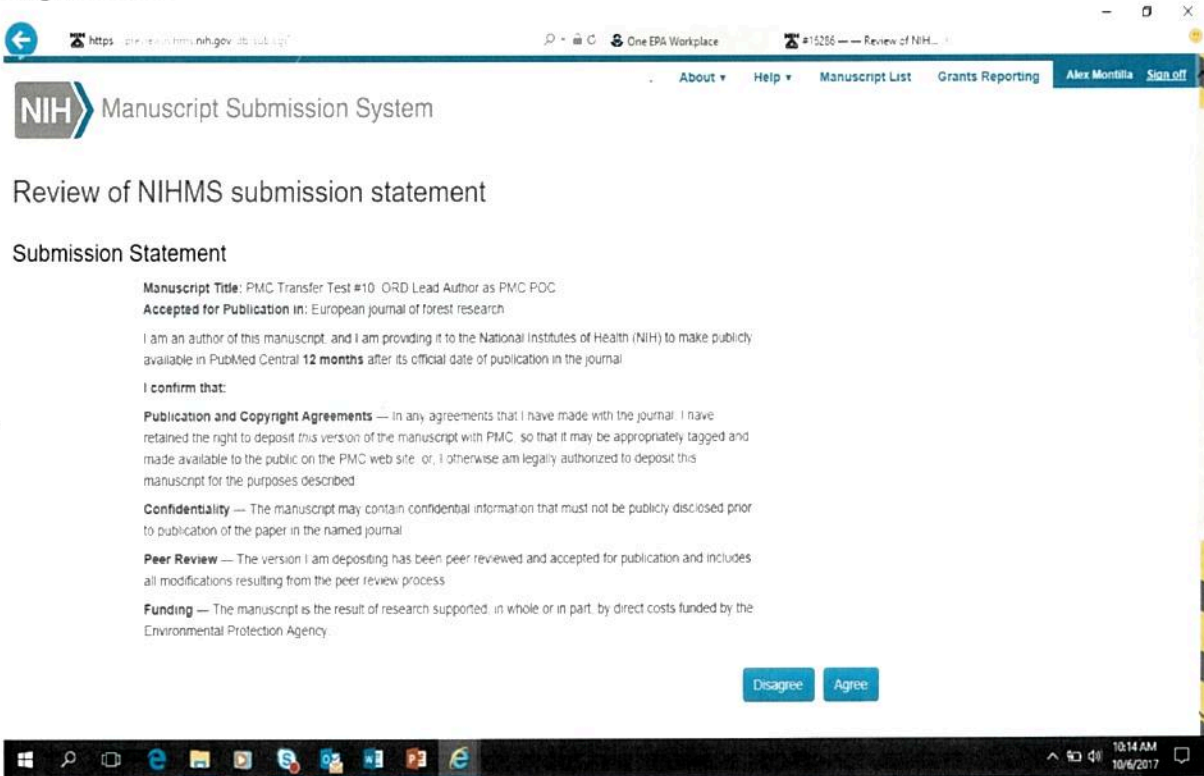 https nih.gov
One EPA Workplace
#15286 — — Review of NIH...
About ▾ Help ▾ Manuscript List Grants Reporting Alex Montilla Sign off
NIH Manuscript Submission System
Review of NIHMS submission statement
Submission Statement
Manuscript Title: PMC Transfer Test #10 ORD Lead Author as PMC POC
Accepted for Publication in: European journal of forest research
I am an author of this manuscript, and I am providing it to the National Institutes of Health (NIH) to make publicly
available in PubMed Central 12 months after its official date of publication in the journal
I confirm that:
Publication and Copyright Agreements — In any agreements that I have made with the journal, I have
retained the right to deposit this version of the manuscript with PMC, so that it may be appropriately tagged and
made available to the public on the PMC web site, or, I otherwise am legally authorized to deposit this
manuscript for the purposes described
Confidentiality — The manuscript may contain confidential information that must not be publicly disclosed prior
to publication of the paper in the named journal
Peer Review — The version I am depositing has been peer reviewed and accepted for publication and includes
all modifications resulting from the peer review process
Funding — The manuscript is the result of research supported, in whole or in part, by direct costs funded by the
Environmental Protection Agency.
Disagree Agree
10:14 AM
10/6/2017